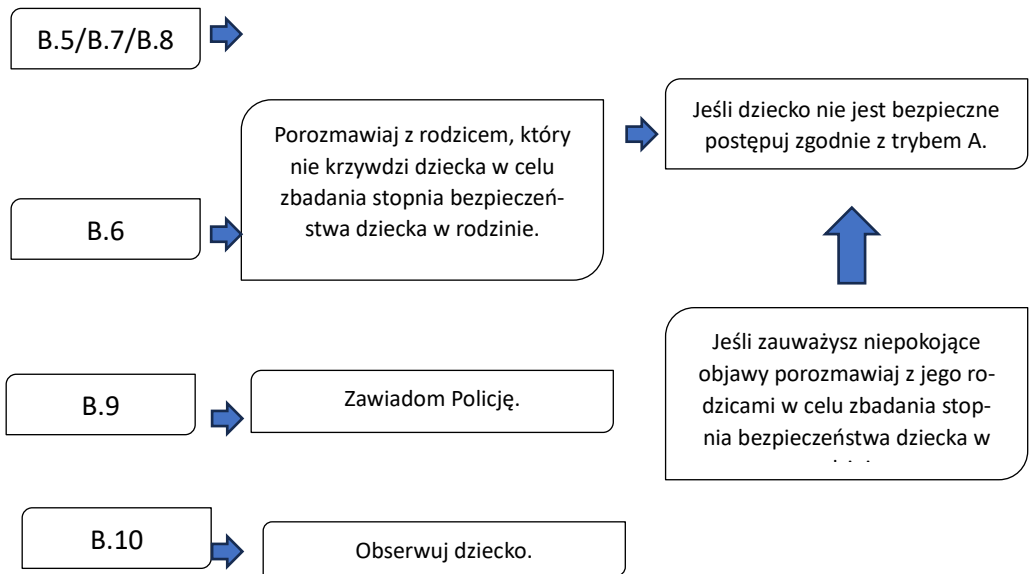 B.5/B.7/B.8
B.6
Porozmawiaj z rodzicem, który
nie krzywdzi dziecka w celu
zbadania stopnia bezpieczeń-
stwa dziecka w rodzinie.
Jeśli dziecko nie jest bezpieczne
postępuj zgodnie z trybem A.
B.9
Zawiadom Policję.
Jeśli zauważysz niepokojące
objawy porozmawiaj z jego ro-
dzicami w celu zbadania stop-
nia bezpieczeństwa dziecka w
B.10
Obserwuj dziecko.